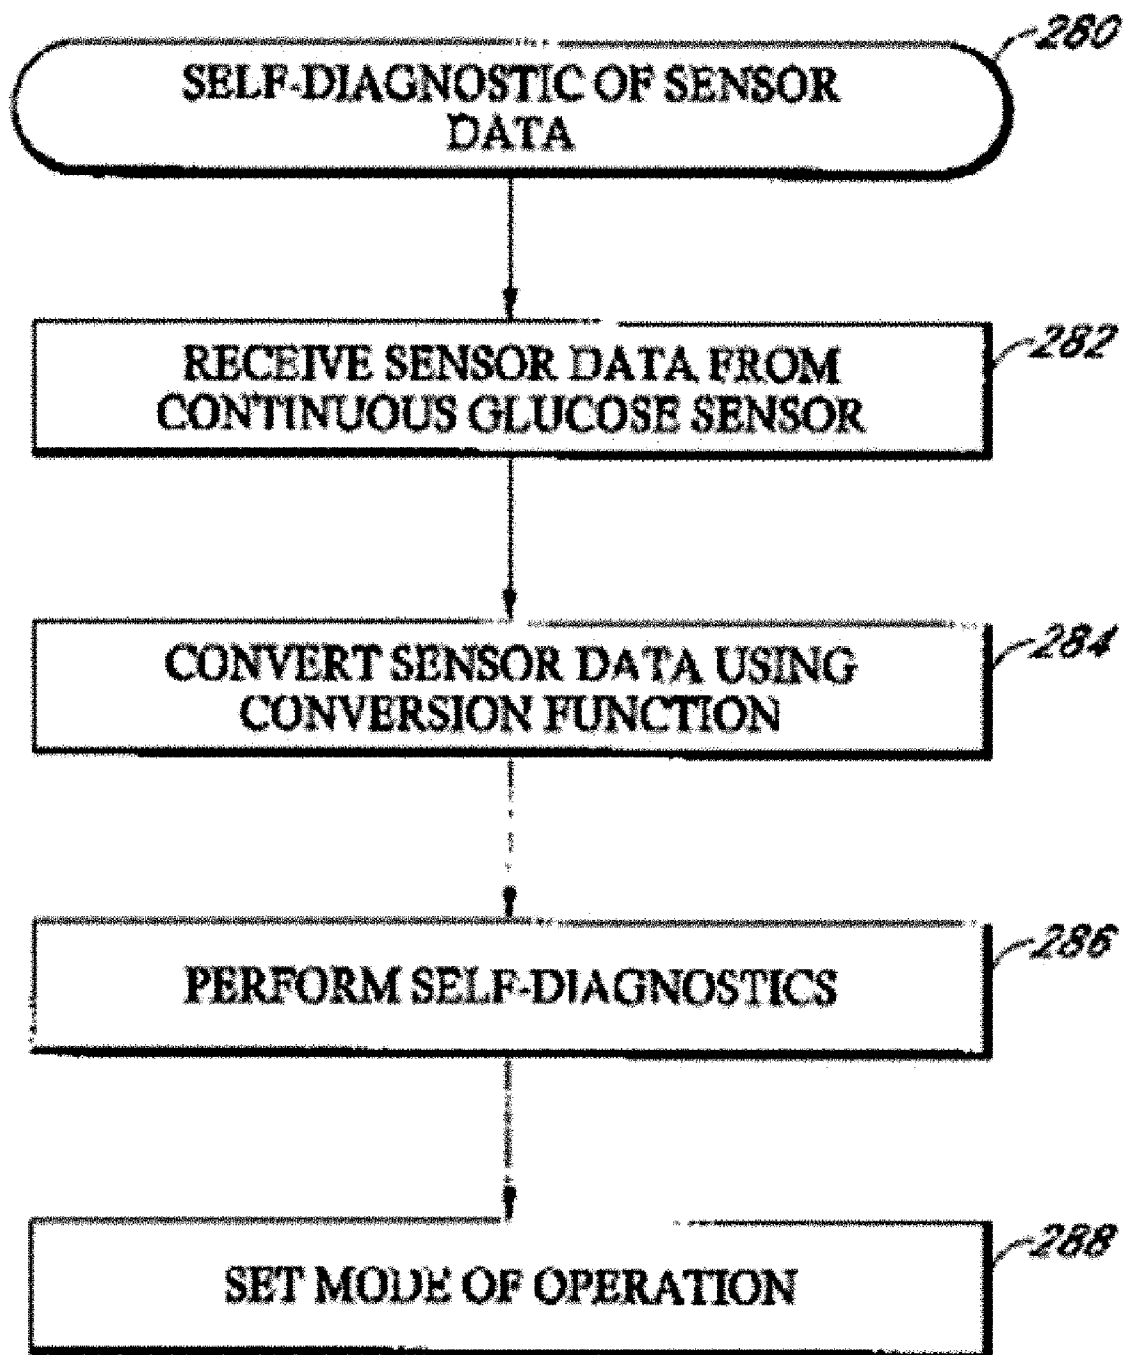 280
SELF-DIAGNOSTIC OF SENSOR
DATA
282
RECEIVE SENSOR DATA FROM
CONTINUOUS GLUCOSE SENSOR
284
CONVERT SENSOR DATA USING
CONVERSION FUNCTION
286
PERFORM SELF-DIAGNOSTICS
288
SET MODE OF OPERATION